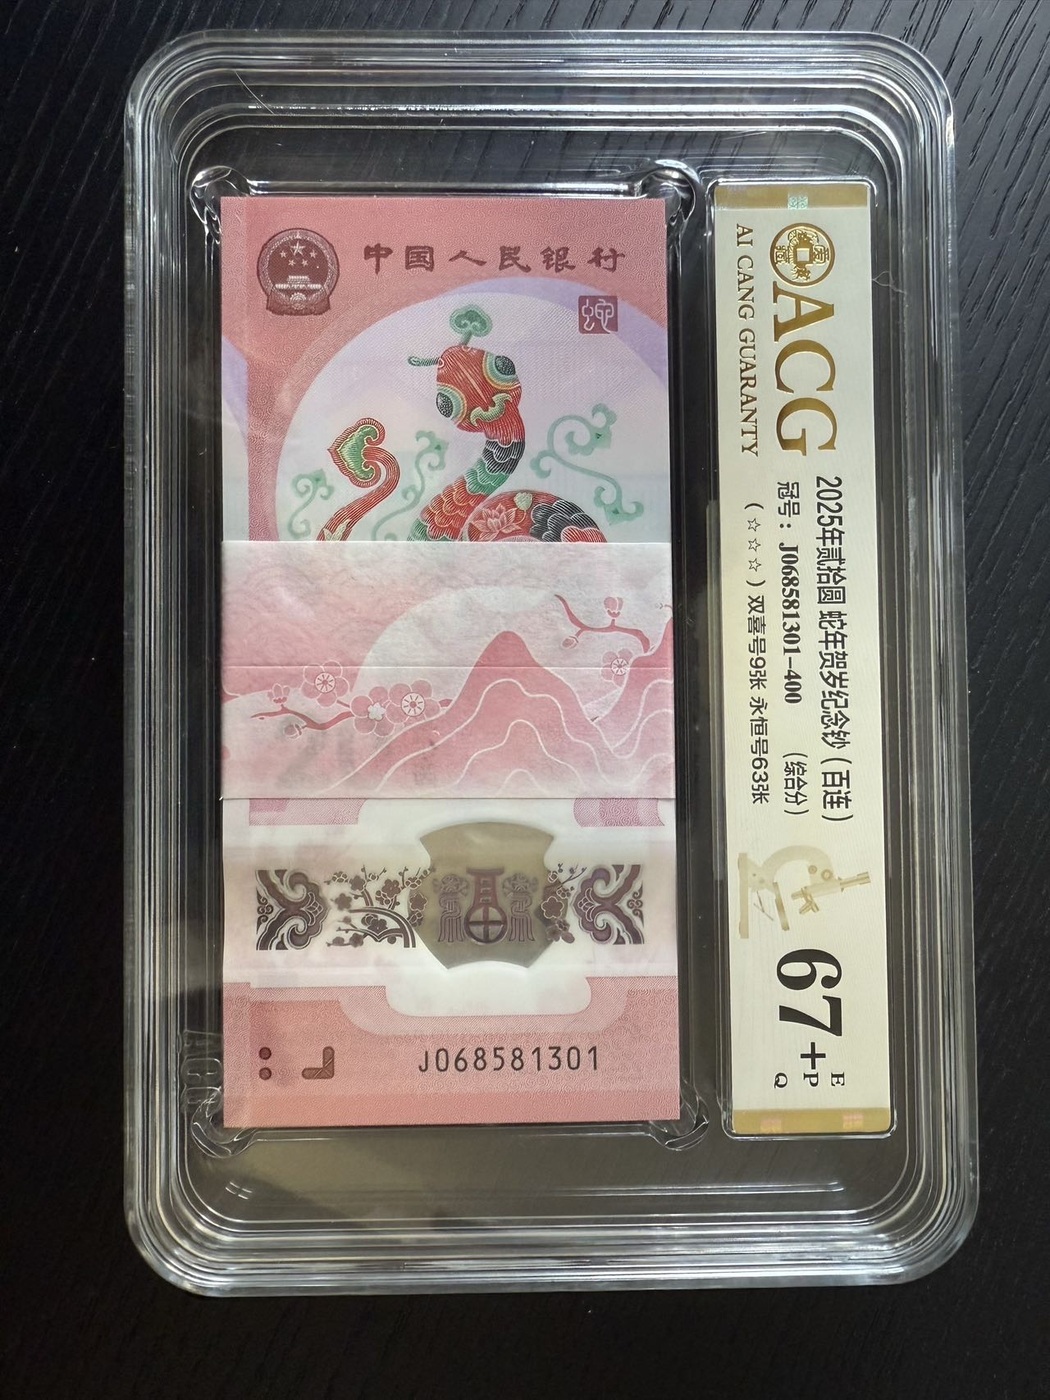 中国人民银行
蛇
J068581301
ACG
AI CANG GUARANTY
2025年贰拾圆 蛇年贺岁纪念钞（百连）
冠号：J068581301-400 （综合分）
（☆☆☆）双喜号9张 永恒号63张
67+
E
P
Q